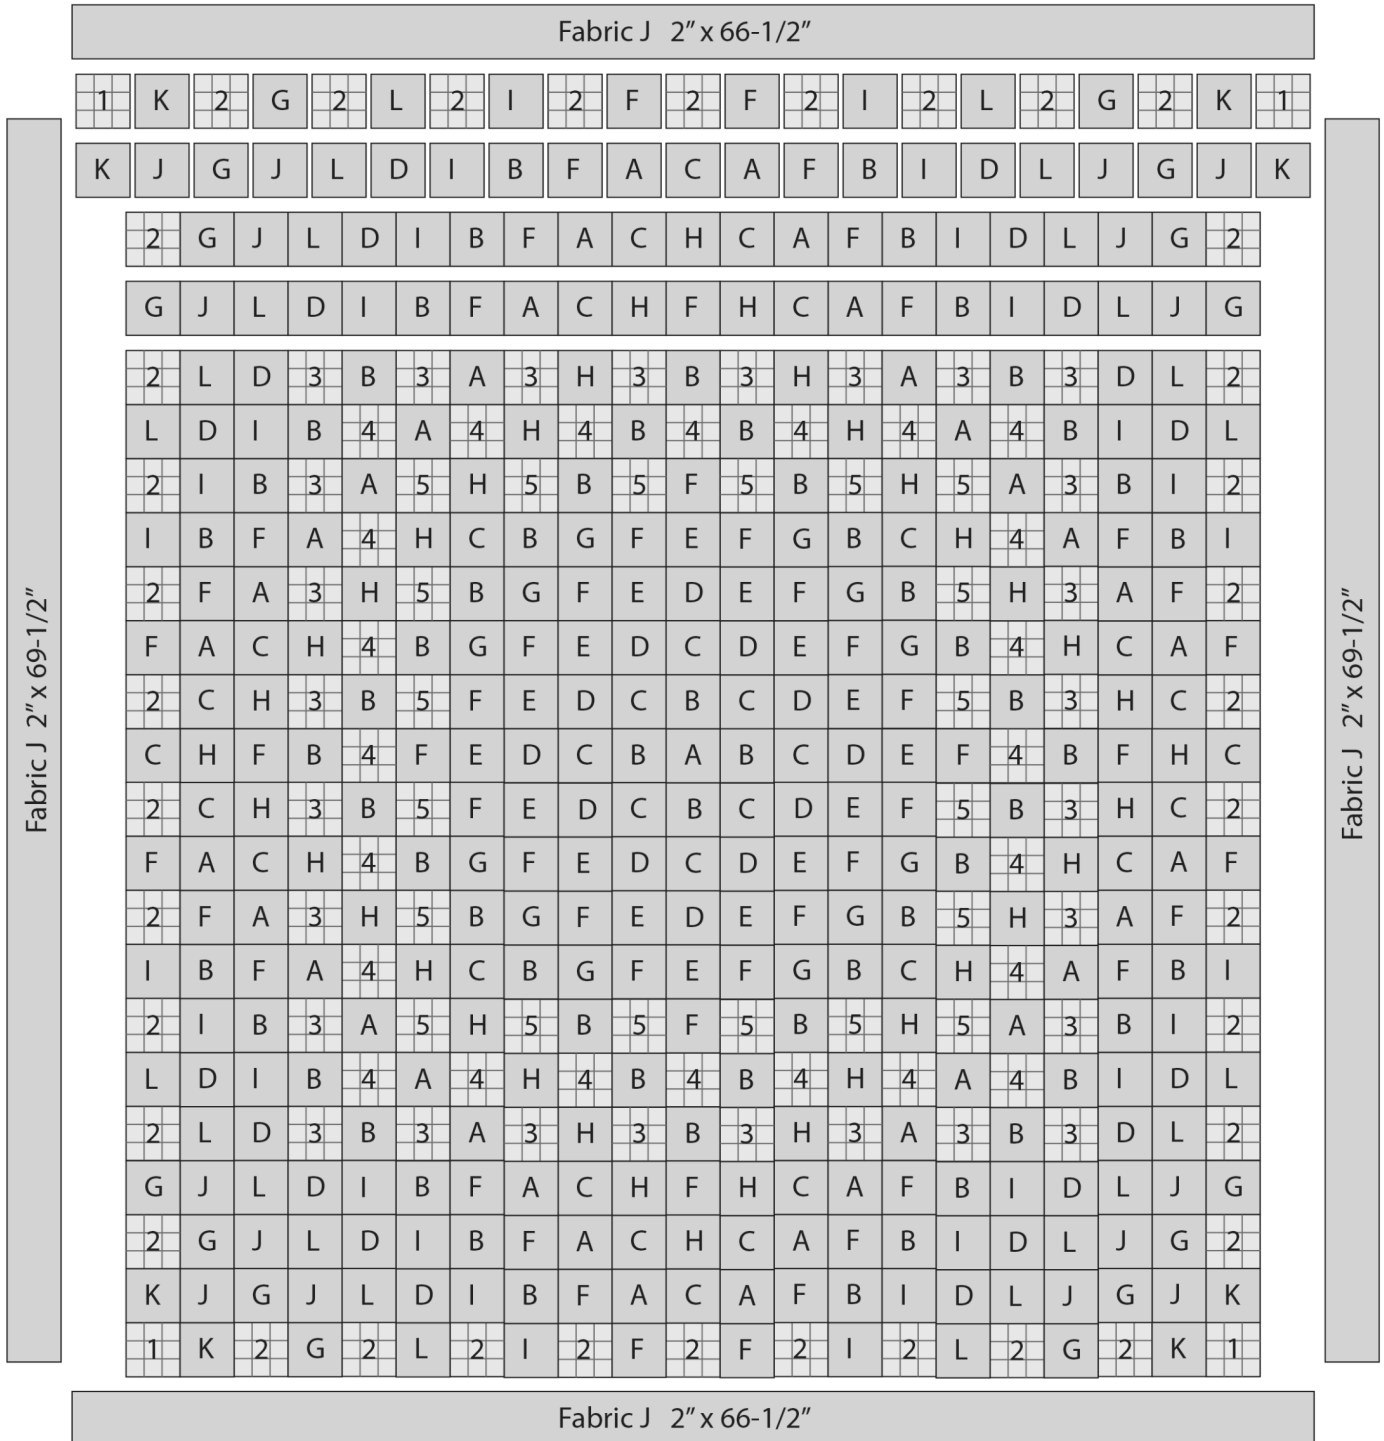 Fabric J 2” x 66-1/2”
1 K 2 G 2 L 2 I 2 F 2 F 2 I 2 L 2 G 2 K 1
K J G J L D I B F A C A F B I D L J G J K
2 G J L D I B F A C H C A F B I D L J G 2
G J L D I B F A C H F H C A F B I D L J G
2 L D 3 B 3 A 3 H 3 B 3 H 3 A 3 B 3 D L 2
L D I B 4 A 4 H 4 B 4 B 4 H 4 A 4 B I D L
2 I B 3 A 5 H 5 B 5 F 5 B 5 H 5 A 3 B I 2
I B F A 4 H C B G F E F G B C H 4 A F B I
2 F A 3 H 5 B G F E D E F G B 5 H 3 A F 2
F A C H 4 B G F E D C D E F G B 4 H C A F
2 C H 3 B 5 F E D C B C D E F 5 B 3 H C 2
C H F B 4 F E D C B A B C D E F 4 B F H C
2 C H 3 B 5 F E D C B C D E F 5 B 3 H C 2
F A C H 4 B G F E D C D E F G B 4 H C A F
2 F A 3 H 5 B G F E D E F G B 5 H 3 A F 2
I B F A 4 H C B G F E F G B C H 4 A F B I
2 I B 3 A 5 H 5 B 5 F 5 B 5 H 5 A 3 B I 2
L D I B 4 A 4 H 4 B 4 B 4 H 4 A 4 B I D L
2 L D 3 B 3 A 3 H 3 B 3 H 3 A 3 B 3 D L 2
G J L D I B F A C H F H C A F B I D L J G
2 G J L D I B F A C H C A F B I D L J G 2
K J G J L D I B F A C A F B I D L J G J K
1 K 2 G 2 L 2 I 2 F 2 F 2 I 2 L 2 G 2 K 1
Fabric J 2” x 69-1/2”
Fabric J 2” x 69-1/2”
Fabric J 2” x 66-1/2”